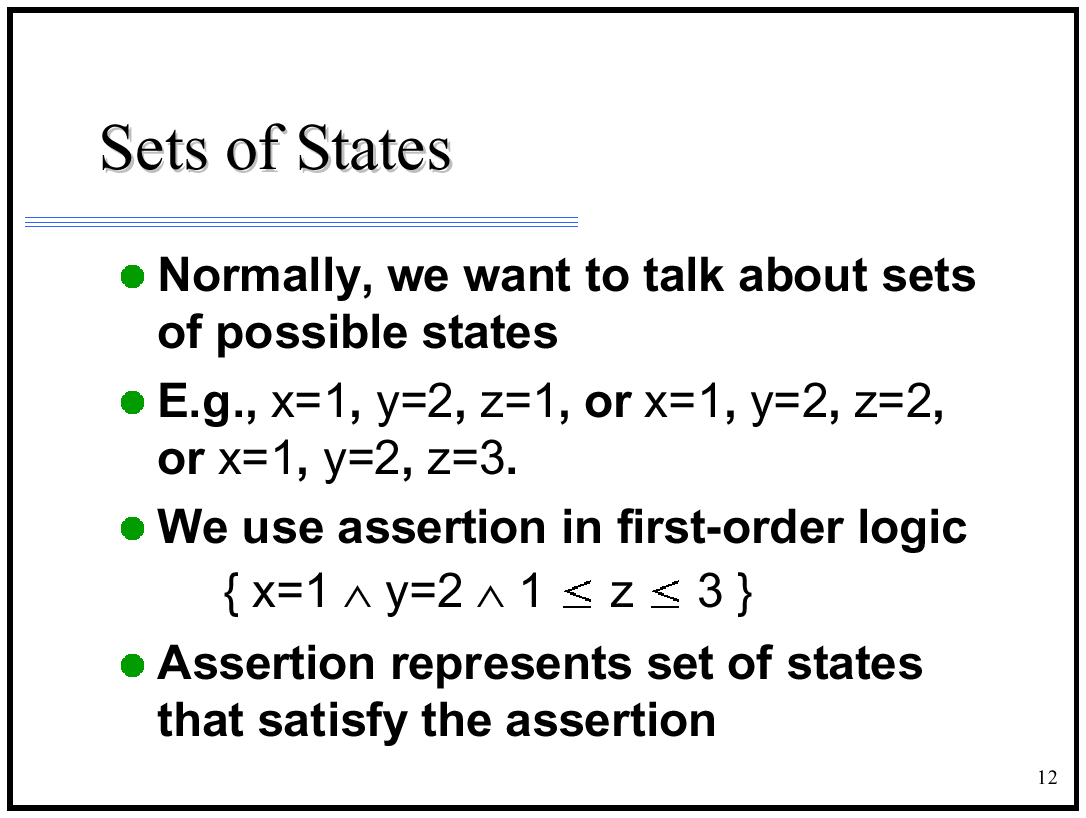 Sets of States
Normally, we want to talk about sets
of possible states
E.g., x=1, y=2, z=1, or x=1, y=2, z=2,
or x=1, y=2, z=3.
We use assertion in first-order logic
{ x=1 ∧ y=2 ∧ 1 ≤ z ≤ 3 }
Assertion represents set of states
that satisfy the assertion
12